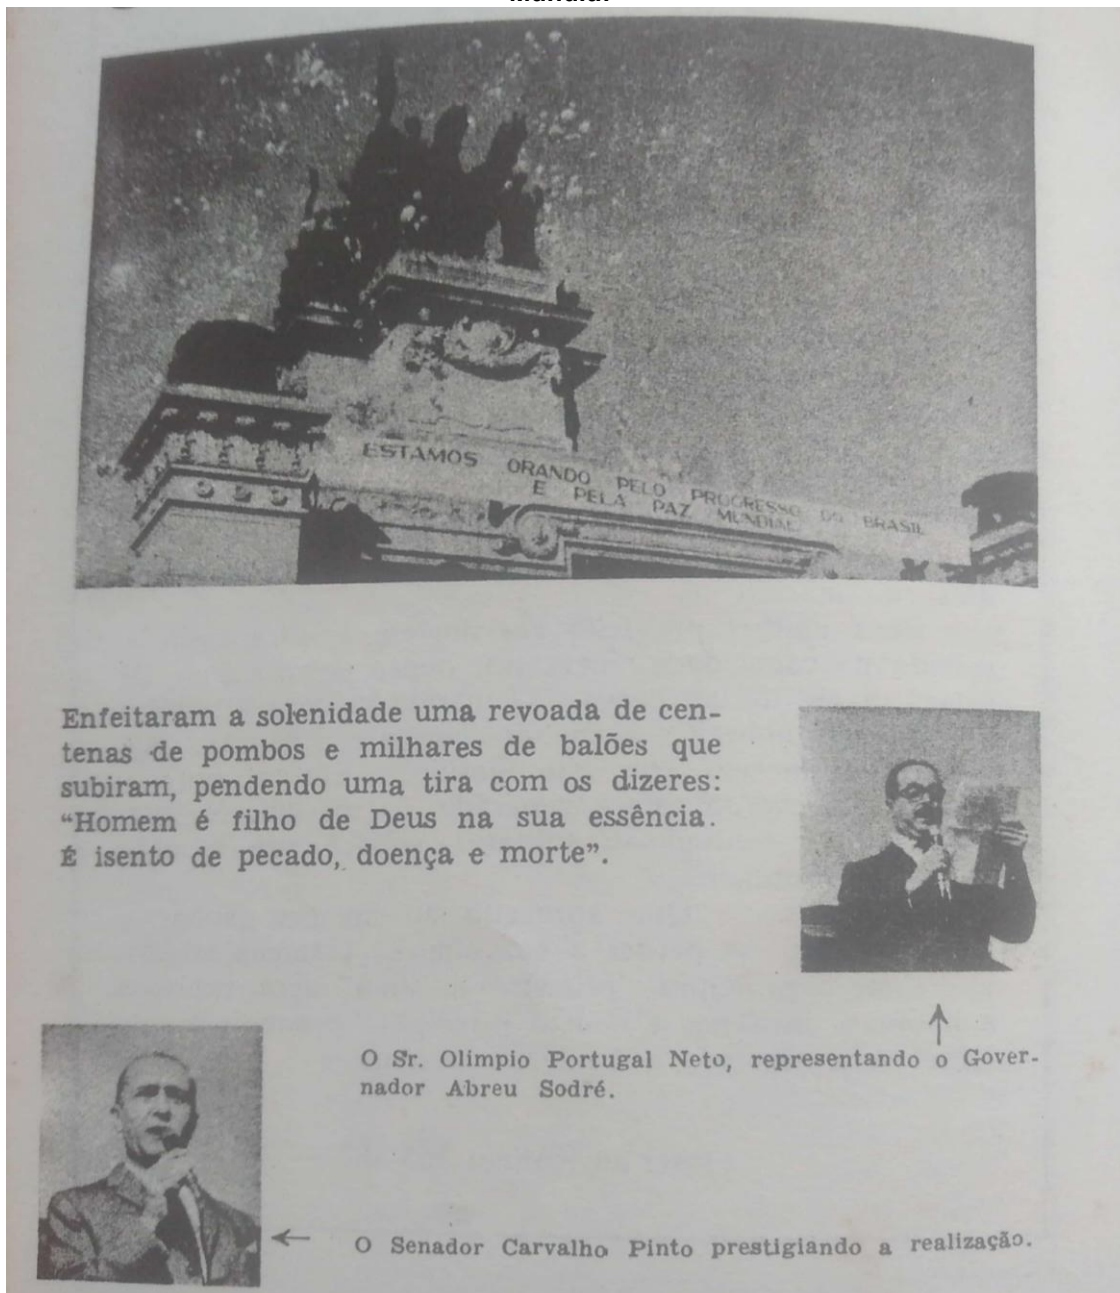 ESTAMOS ORANDO PELO PROGRESSO DO BRASIL
E PELA PAZ MUNDIAL
Enfeitaram a solenidade uma revoada de cen-
tenas de pombos e milhares de balões que
subiram, pendendo uma tira com os dizeres:
“Homem é filho de Deus na sua essência.
É isento de pecado, doença e morte”.
O Sr. Olimpio Portugal Neto, representando o Gover-
nador Abreu Sodré.
O Senador Carvalho Pinto prestigiando a realização.